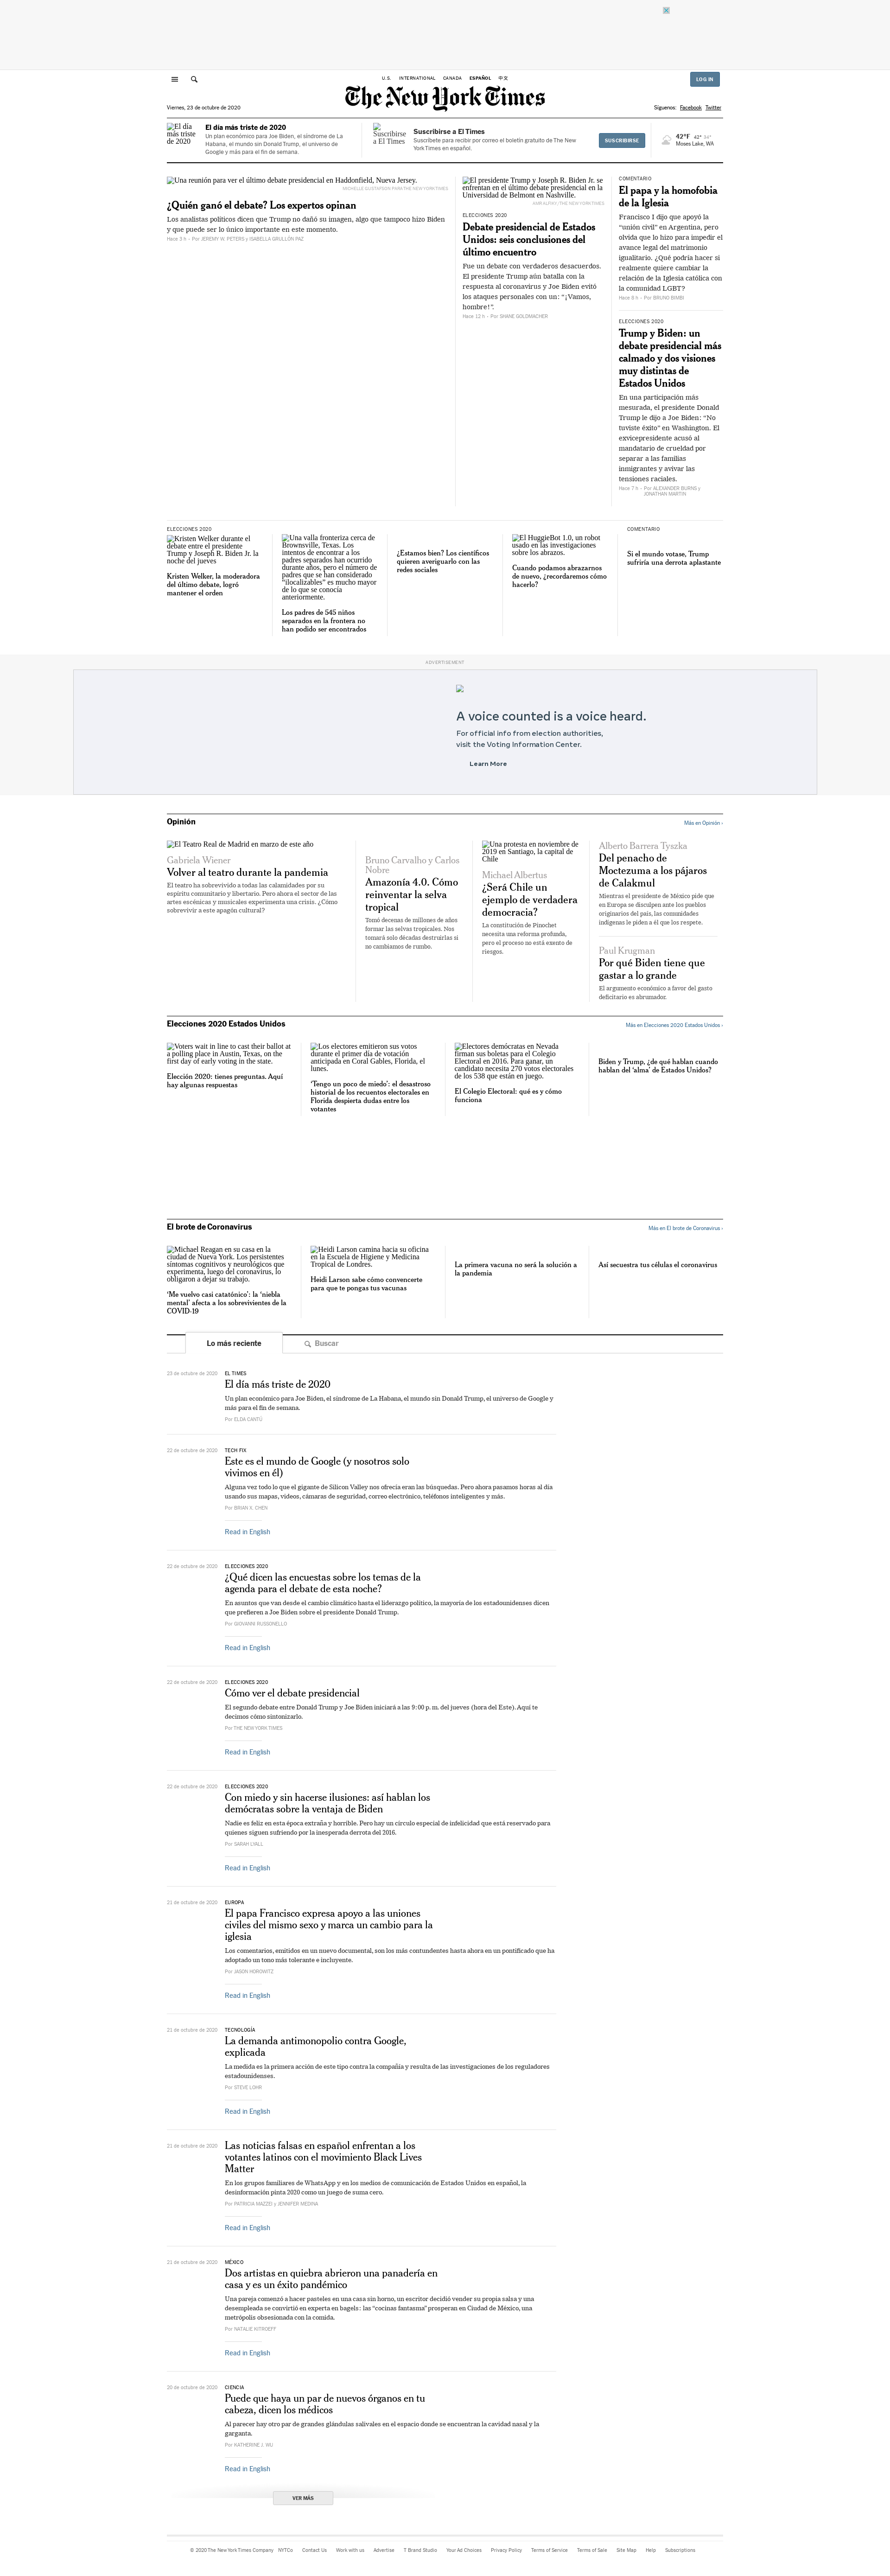 U.S.
INTERNATIONAL
CANADA
ESPAÑOL
中文
LOG IN
The New York Times
Viernes, 23 de octubre de 2020
Síguenos:
Facebook
Twitter
El día más triste de 2020
El día
más triste
de 2020
Un plan económico para Joe Biden, el síndrome de La
Habana, el mundo sin Donald Trump, el universo de
Google y más para el fin de semana.
Suscribirse
a El Times
Suscribirse a El Times
Suscríbete para recibir por correo el boletín gratuito de The New
York Times en español.
SUSCRIBIRSE
42°F 42° 34°
Moses Lake, WA
Una reunión para ver el último debate presidencial en Haddonfield, Nueva Jersey.
MICHELLE GUSTAFSON PARA THE NEW YORK TIMES
¿Quién ganó el debate? Los expertos opinan
Los analistas políticos dicen que Trump no dañó su imagen, algo que tampoco hizo Biden
y que puede ser lo único importante en este momento.
Hace 3 h – Por JEREMY W. PETERS y ISABELLA GRULLÓN PAZ
El presidente Trump y Joseph R. Biden Jr. se
enfrentan en el último debate presidencial en la
Universidad de Belmont en Nashville.
ELECCIONES 2020
Debate presidencial de Estados
Unidos: seis conclusiones del
último encuentro
Fue un debate con verdaderos desacuerdos.
El presidente Trump aún batalla con la
respuesta al coronavirus y Joe Biden evitó
los ataques personales con un: “¡Vamos,
hombre!”.
Hace 12 h – Por SHANE GOLDMACHER
COMENTARIO
El papa y la homofobia
de la Iglesia
Francisco I dijo que apoyó la
“unión civil” en Argentina, pero
olvida que lo hizo para impedir el
avance legal del matrimonio
igualitario. ¿Qué podría hacer si
realmente quiere cambiar la
relación de la Iglesia católica con
la comunidad LGBT?
Hace 6 h – Por BRUNO BIMBI
ELECCIONES 2020
Trump y Biden: un
debate presidencial más
calmado y dos visiones
muy distintas de
Estados Unidos
En una participación más
mesurada, el presidente Donald
Trump le dijo a Joe Biden: “No
tuviste éxito” en Washington. El
exvicepresidente acusó al
mandatario de crueldad por
separar a las familias
inmigrantes y avivar las
tensiones raciales.
Hace 7 h – Por ALEXANDER BURNS y
JONATHAN MARTIN
ELECCIONES 2020
Kristen Welker durante el
debate entre el presidente
Trump y Joseph R. Biden Jr. la
noche del jueves
Kristen Welker, la moderadora
del último debate, logró
mantener el orden
Una valla fronteriza cerca de
Brownsville, Texas. Los
intentos de encontrar a los
padres separados han ocurrido
durante años, pero el número de
padres que se han considerado
"ilocalizables" es mucho mayor
de lo que se conocía
anteriormente.
Los padres de 545 niños
separados en la frontera no
han podido ser encontrados
¿Estamos bien? Los científicos
quieren averiguarlo con las
redes sociales
El HuggieBot 1.0, un robot
usado en las investigaciones
sobre los abrazos.
Cuando podamos abrazarnos
de nuevo, ¿recordaremos cómo
hacerlo?
COMENTARIO
Si el mundo votase, Trump
sufriría una derrota aplastante
ADVERTISEMENT
A voice counted is a voice heard.
For official info from election authorities,
visit the Voting Information Center.
Learn More
Opinión
Más en Opinión ›
El Teatro Real de Madrid en marzo de este año
Gabriela Wiener
Volver al teatro durante la pandemia
El teatro ha sobrevivido a todas las calamidades por su
espíritu comunitario y libertario. Pero ahora el sector de las
artes escénicas y musicales experimenta una crisis. ¿Cómo
sobrevivir a este apagón cultural?
Bruno Carvalho y Carlos
Nobre
Amazonía 4.0. Cómo
reinventar la selva
tropical
Tomó decenas de millones de años
formar las selvas tropicales. Nos
tomará solo décadas destruirlas si
no cambiamos de rumbo.
Una protesta en noviembre de
2019 en Santiago, la capital de
Chile
Michael Albertus
¿Será Chile un
ejemplo de verdadera
democracia?
La constitución de Pinochet
necesita una reforma profunda,
pero el proceso no está exento de
riesgos.
Alberto Barrera Tyszka
Del penacho de
Moctezuma a los pájaros
de Calakmul
Mientras el presidente de México pide que
en Europa se disculpen ante los pueblos
originarios del país, las comunidades
indígenas le piden a él que los respete.
Paul Krugman
Por qué Biden tiene que
gastar a lo grande
El argumento económico a favor del gasto
deficitario es abrumador.
Elecciones 2020 Estados Unidos
Más en Elecciones 2020 Estados Unidos ›
Voters wait in line to cast their ballot at
a polling place in Austin, Texas, on the
first day of early voting in the state.
Elección 2020: tienes preguntas. Aquí
hay algunas respuestas
Los electores emitieron sus votos
durante el primer día de votación
anticipada en Coral Gables, Florida, el
lunes.
‘Tengo un poco de miedo’: el desastroso
historial de los recuentos electorales en
Florida despierta dudas entre los
votantes
Electores demócratas en Nevada
firman sus boletas para el Colegio
Electoral en 2016. Para ganar, un
candidato necesita 270 votos electorales
de los 538 que están en juego.
El Colegio Electoral: qué es y cómo
funciona
Biden y Trump, ¿de qué hablan cuando
hablan del ‘alma’ de Estados Unidos?
El brote de Coronavirus
Más en El brote de Coronavirus ›
Michael Reagan en su casa en la
ciudad de Nueva York. Los persistentes
síntomas cognitivos y neurológicos que
experimenta, luego del coronavirus, lo
obligaron a dejar su trabajo.
‘Me vuelvo casi catatónico’: la ‘niebla
mental’ afecta a los sobrevivientes de la
COVID-19
Heidi Larson camina hacia su oficina
en la Escuela de Higiene y Medicina
Tropical de Londres.
Heidi Larson sabe cómo convencerte
para que te pongas tus vacunas
La primera vacuna no será la solución a
la pandemia
Así secuestra tus células el coronavirus
Lo más reciente
Buscar
23 de octubre de 2020
EL TIMES
El día más triste de 2020
Un plan económico para Joe Biden, el síndrome de La Habana, el mundo sin Donald Trump, el universo de Google y
más para el fin de semana.
Por ELDA CANTÚ
22 de octubre de 2020
TECH FIX
Este es el mundo de Google (y nosotros solo
vivimos en él)
Alguna vez todo lo que el gigante de Silicon Valley nos ofrecía eran las búsquedas. Pero ahora pasamos horas al día
usando sus mapas, videos, cámaras de seguridad, correo electrónico, teléfonos inteligentes y más.
Por BRIAN X. CHEN
Read in English
22 de octubre de 2020
ELECCIONES 2020
¿Qué dicen las encuestas sobre los temas de la
agenda para el debate de esta noche?
En asuntos que van desde el cambio climático hasta el liderazgo político, la mayoría de los estadounidenses dicen
que prefieren a Joe Biden sobre el presidente Donald Trump.
Por GIOVANNI RUSSONELLO
Read in English
22 de octubre de 2020
ELECCIONES 2020
Cómo ver el debate presidencial
El segundo debate entre Donald Trump y Joe Biden iniciará a las 9:00 p. m. del jueves (hora del Este). Aquí te
decimos cómo sintonizarlo.
Por THE NEW YORK TIMES
Read in English
22 de octubre de 2020
ELECCIONES 2020
Con miedo y sin hacerse ilusiones: así hablan los
demócratas sobre la ventaja de Biden
Nadie es feliz en esta época extraña y horrible. Pero hay un círculo especial de infelicidad que está reservado para
quienes siguen sufriendo por la inesperada derrota del 2016.
Por SARAH LYALL
Read in English
21 de octubre de 2020
EUROPA
El papa Francisco expresa apoyo a las uniones
civiles del mismo sexo y marca un cambio para la
iglesia
Los comentarios, emitidos en un nuevo documental, son los más contundentes hasta ahora en un pontificado que ha
adoptado un tono más tolerante e incluyente.
Por JASON HOROWITZ
Read in English
21 de octubre de 2020
TECNOLOGÍA
La demanda antimonopolio contra Google,
explicada
La medida es la primera acción de este tipo contra la compañía y resulta de las investigaciones de los reguladores
estadounidenses.
Por STEVE LOHR
Read in English
21 de octubre de 2020
Las noticias falsas en español enfrentan a los
votantes latinos con el movimiento Black Lives
Matter
En los grupos familiares de WhatsApp y en los medios de comunicación de Estados Unidos en español, la
desinformación pinta 2020 como un juego de suma cero.
Por PATRICIA MAZZEI y JENNIFER MEDINA
Read in English
21 de octubre de 2020
MÉXICO
Dos artistas en quiebra abrieron una panadería en
casa y es un éxito pandémico
Una pareja comenzó a hacer pasteles en una casa sin horno, un escritor decidió vender su propia salsa y una
desempleada se convirtió en experta en bagels: las “cocinas fantasma” prosperan en Ciudad de México, una
metrópolis obsesionada con la comida.
Por NATALIE KITROEFF
Read in English
20 de octubre de 2020
CIENCIA
Puede que haya un par de nuevos órganos en tu
cabeza, dicen los médicos
Al parecer hay otro par de grandes glándulas salivales en el espacio donde se encuentran la cavidad nasal y la
garganta.
Por KATHERINE J. WU
Read in English
VER MÁS
© 2020 The New York Times Company
NYTCo
Contact Us
Work with us
Advertise
T Brand Studio
Your Ad Choices
Privacy Policy
Terms of Service
Terms of Sale
Site Map
Help
Subscriptions